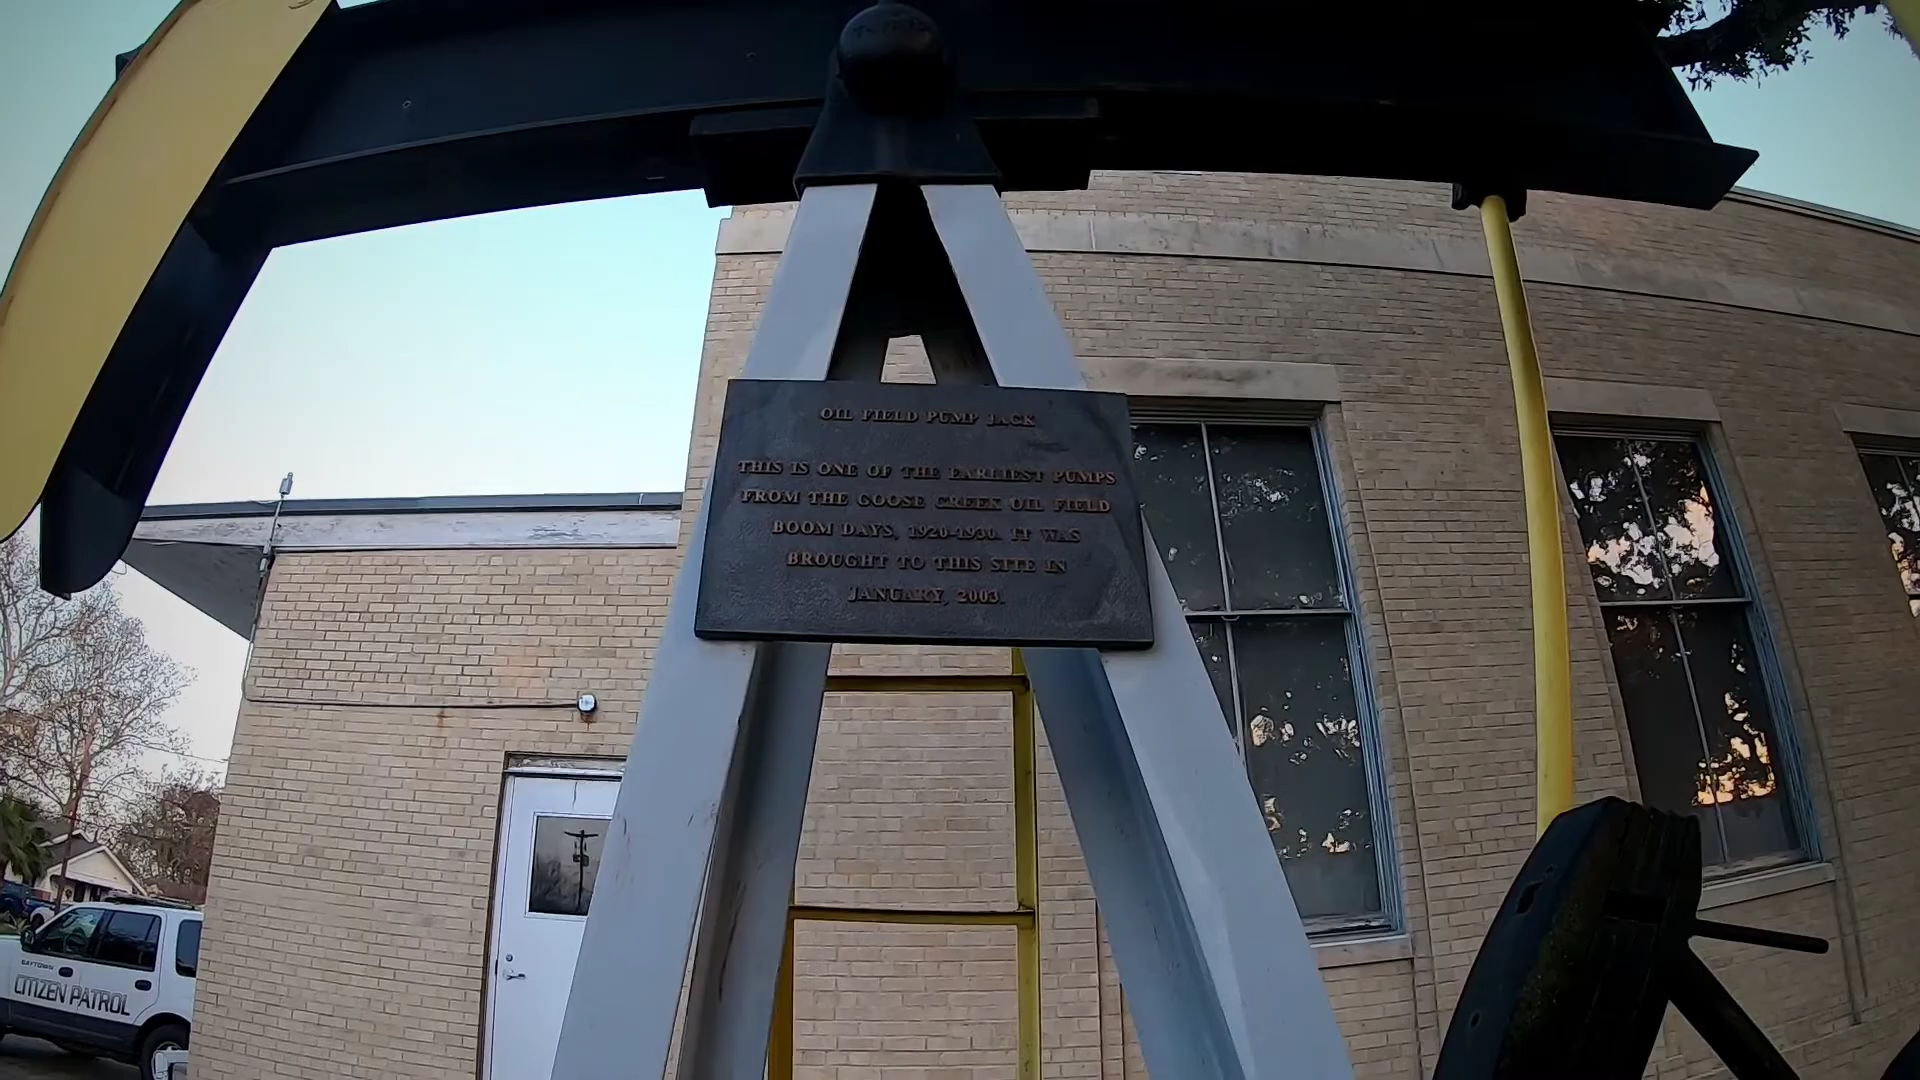 OIL FIELD PUMP JACK
THIS IS ONE OF THE EARLIEST PUMPS
FROM THE GOOSE CREEK OIL FIELD
BOOM DAYS, 1920-1930. IT WAS
BROUGHT TO THIS SITE IN
JANUARY, 2003.
BAYTOWN
CITIZEN PATROL